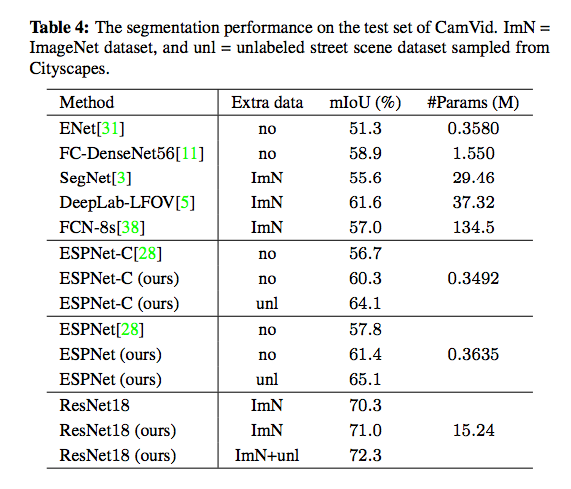 Table 4: The segmentation performance on the test set of CamVid. ImN =
ImageNet dataset, and unl = unlabeled street scene dataset sampled from
Cityscapes.
Method Extra data mIoU (%) #Params (M)
ENet[31] no 51.3 0.3580
FC-DenseNet56[11] no 58.9 1.550
SegNet[3] ImN 55.6 29.46
DeepLab-LFOV[5] ImN 61.6 37.32
FCN-8s[38] ImN 57.0 134.5
ESPNet-C[28] no 56.7
ESPNet-C (ours) no 60.3 0.3492
ESPNet-C (ours) unl 64.1
ESPNet[28] no 57.8
ESPNet (ours) no 61.4 0.3635
ESPNet (ours) unl 65.1
ResNet18 ImN 70.3
ResNet18 (ours) ImN 71.0 15.24
ResNet18 (ours) ImN+unl 72.3